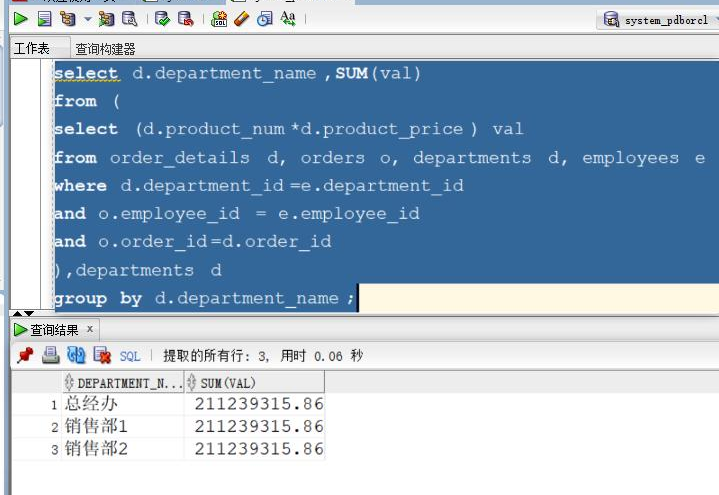 system_pdborcl
工作表 查询构建器
select d.department_name ,SUM(val)
from (
select (d.product_num *d.product_price ) val
from order_details d, orders o, departments d, employees e
where d.department_id =e.department_id
and o.employee_id = e.employee_id
and o.order_id=d.order_id
),departments d
group by d.department_name ;
查询结果 x
SQL | 提取的所有行: 3, 用时 0.06 秒
DEPARTMENT_N... SUM(VAL)
1 总经办 211239315.86
2 销售部1 211239315.86
3 销售部2 211239315.86